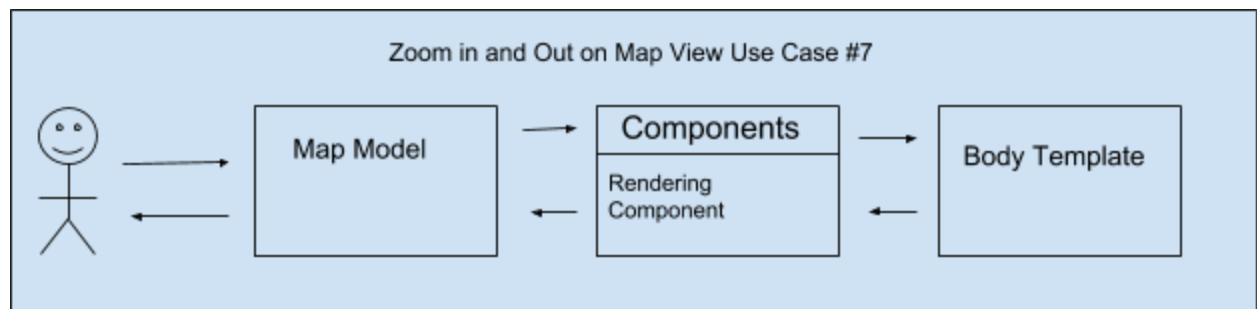 Zoom in and Out on Map View Use Case #7
Map Model
Components
Rendering
Component
Body Template